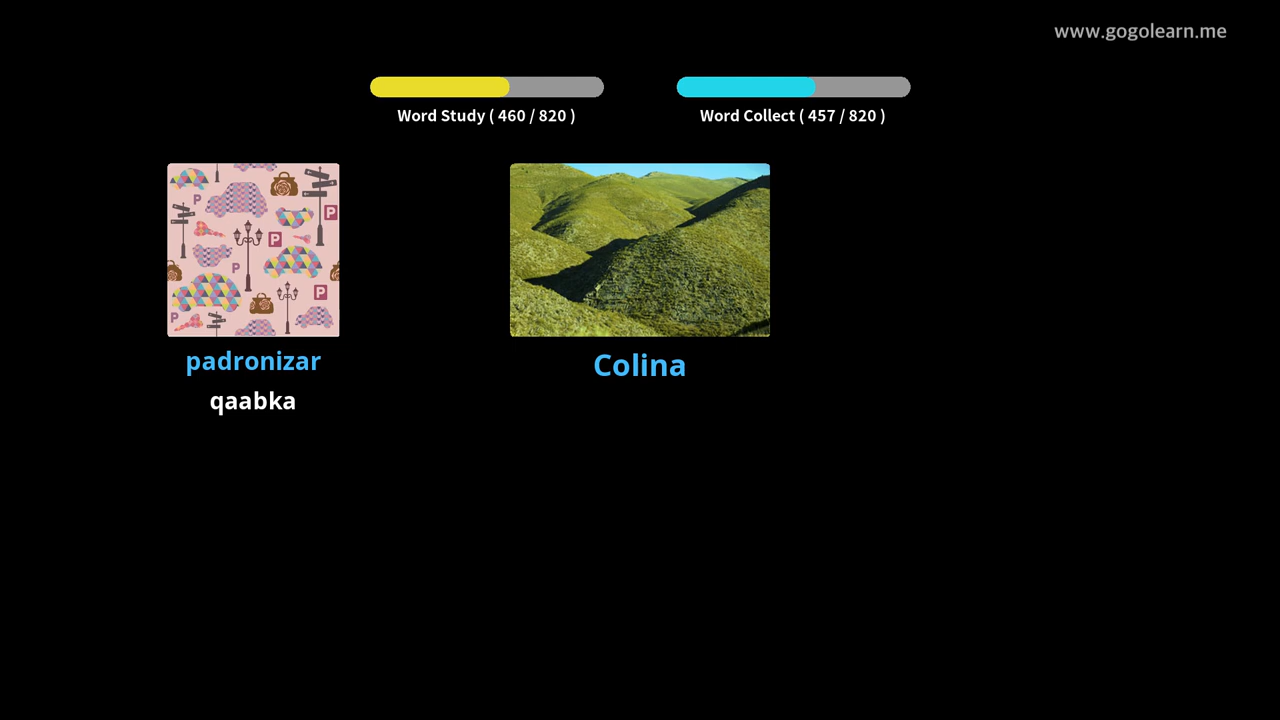 www.gogolearn.me
Word Study ( 460 / 820 )
Word Collect ( 457 / 820 )
P
P
P
P
P
P
padronizar
qaabka
Colina